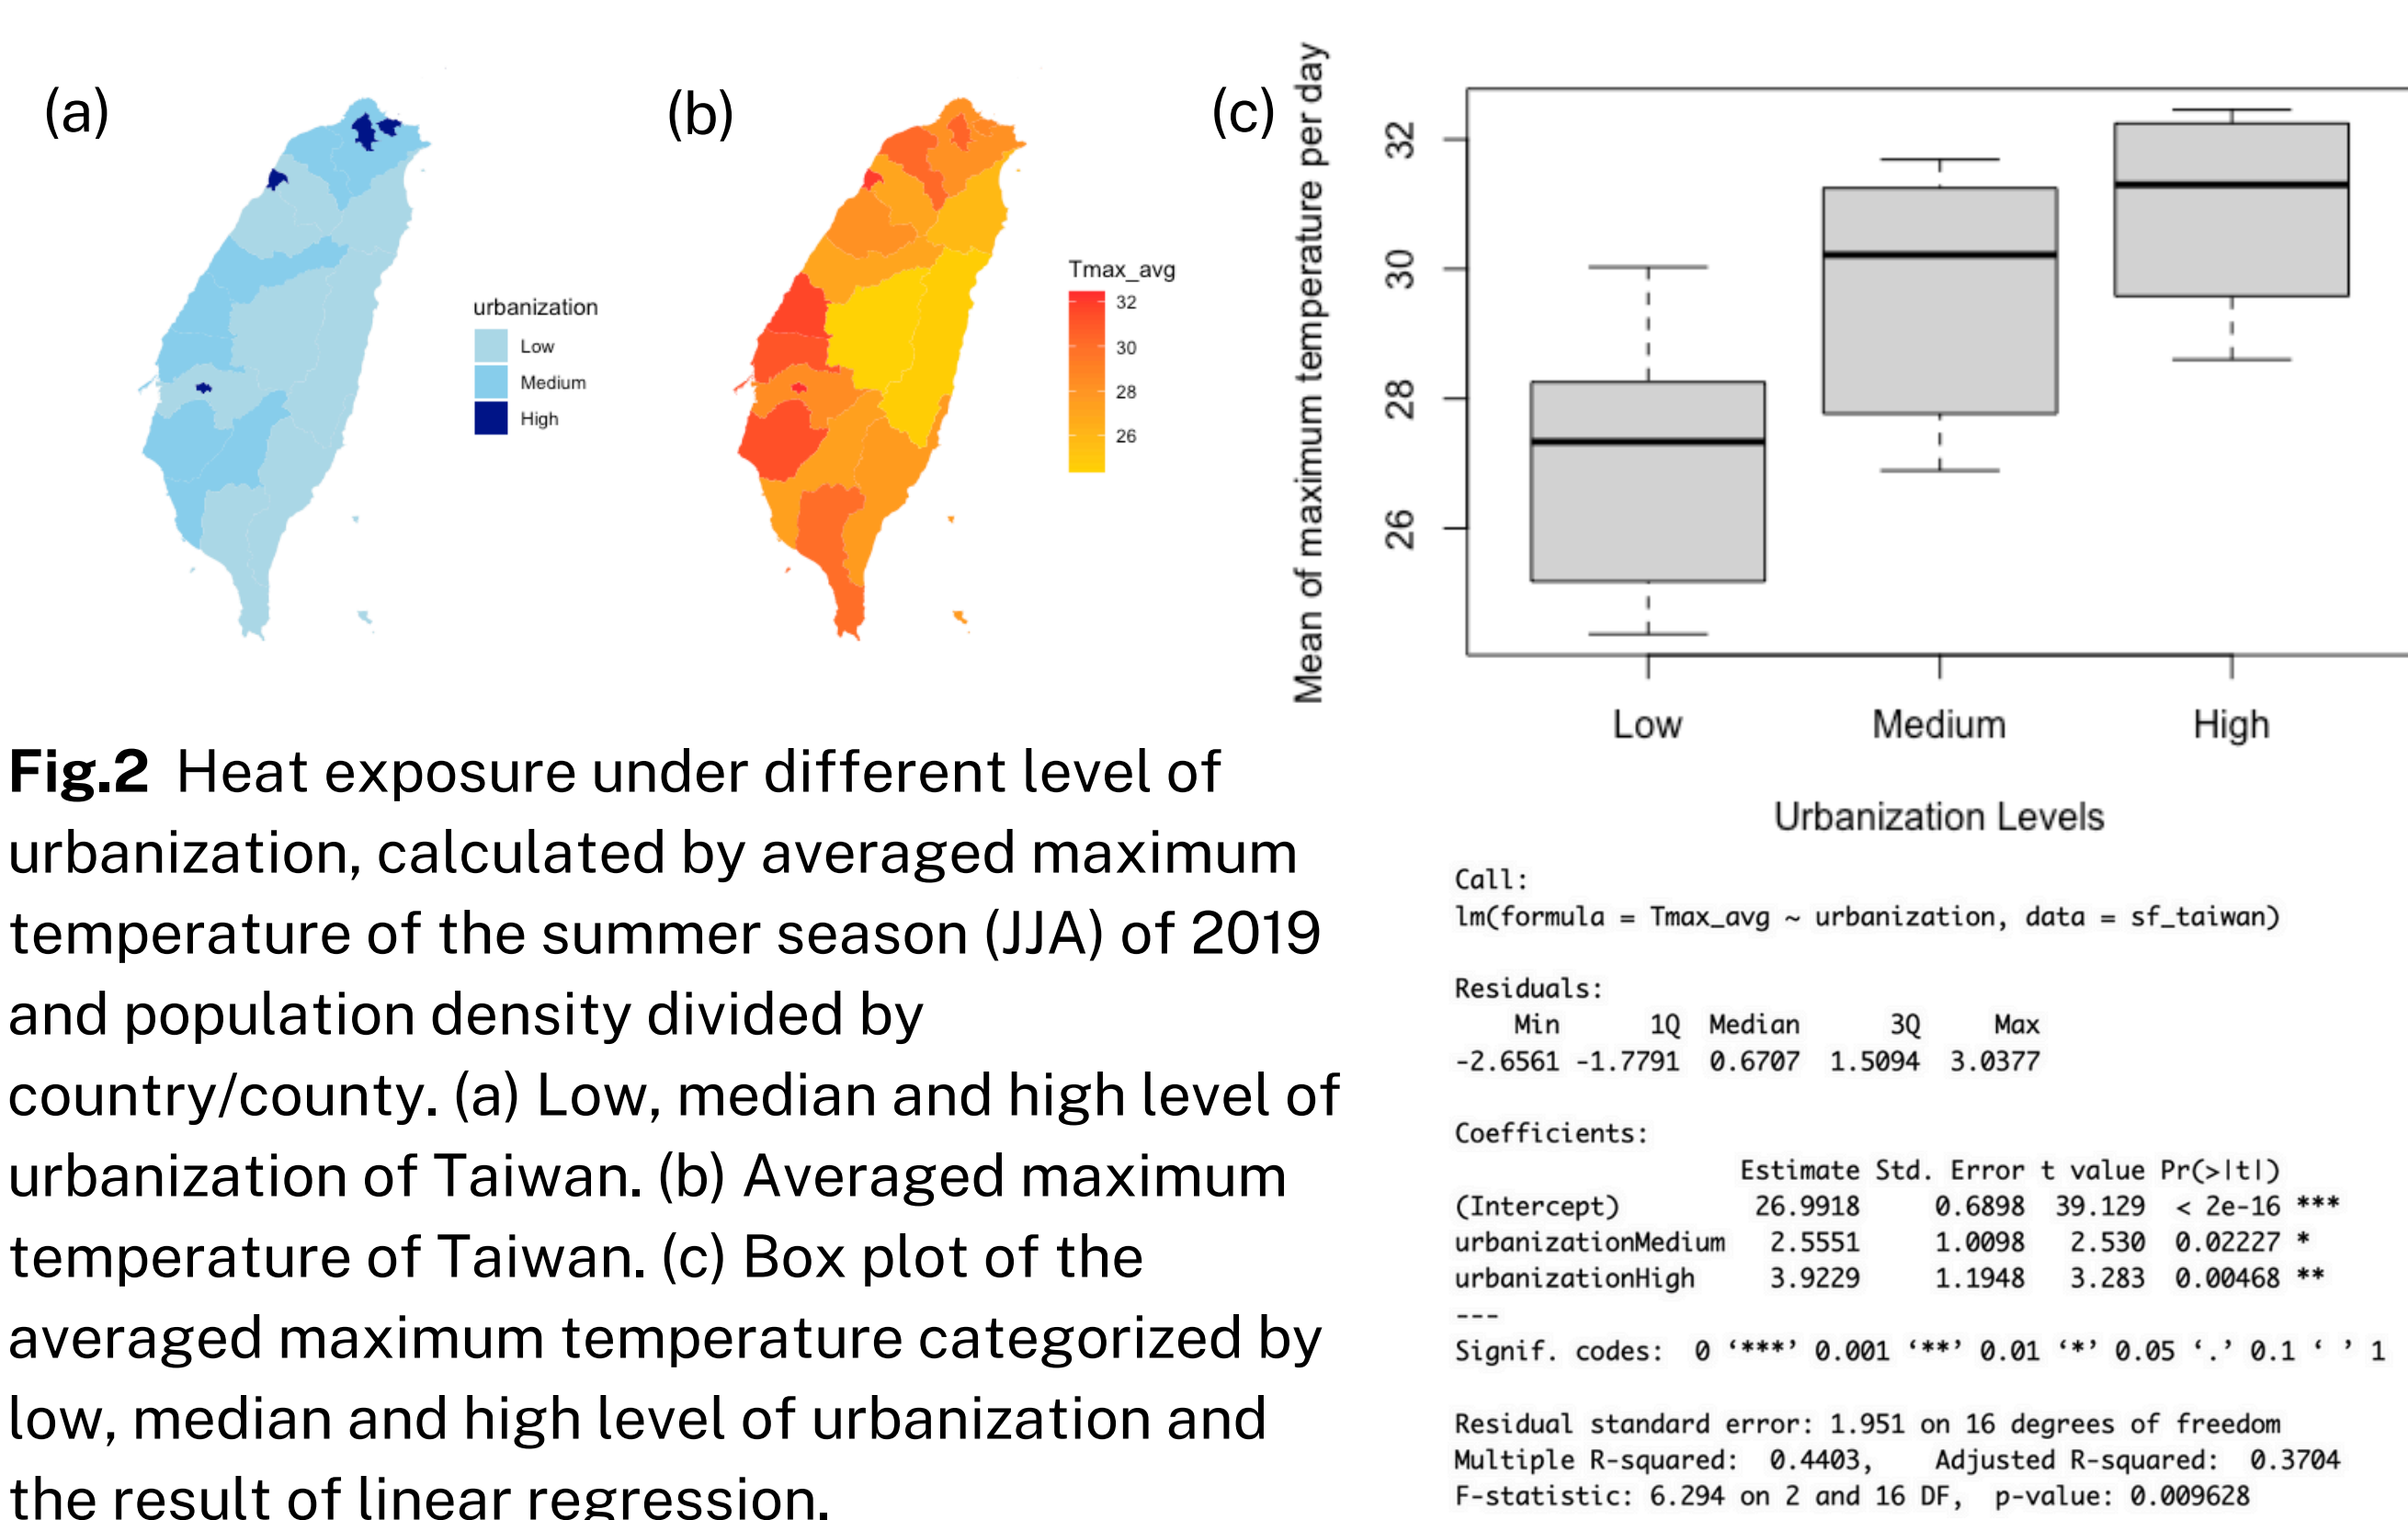 (a)
urbanization
Low
Medium
High
(b)
Tmax_avg
32
30
28
26
(c)
Mean of maximum temperature per day
32
30
28
26
Low Medium High
Urbanization Levels
Fig.2 Heat exposure under different level of
urbanization, calculated by averaged maximum
temperature of the summer season (JJA) of 2019
and population density divided by
country/county. (a) Low, median and high level of
urbanization of Taiwan. (b) Averaged maximum
temperature of Taiwan. (c) Box plot of the
averaged maximum temperature categorized by
low, median and high level of urbanization and
the result of linear regression.
Call:
lm(formula = Tmax_avg ~ urbanization, data = sf_taiwan)
Residuals:
Min 1Q Median 3Q Max
-2.6561 -1.7791 0.6707 1.5094 3.0377
Coefficients:
Estimate Std. Error t value Pr(>|t|)
(Intercept) 26.9918 0.6898 39.129 < 2e-16 ***
urbanizationMedium 2.5551 1.0098 2.530 0.02227 *
urbanizationHigh 3.9229 1.1948 3.283 0.00468 **
---
Signif. codes: 0 ‘***’ 0.001 ‘**’ 0.01 ‘*’ 0.05 ‘.’ 0.1 ‘ ’ 1
Residual standard error: 1.951 on 16 degrees of freedom
Multiple R-squared: 0.4403, Adjusted R-squared: 0.3704
F-statistic: 6.294 on 2 and 16 DF, p-value: 0.009628